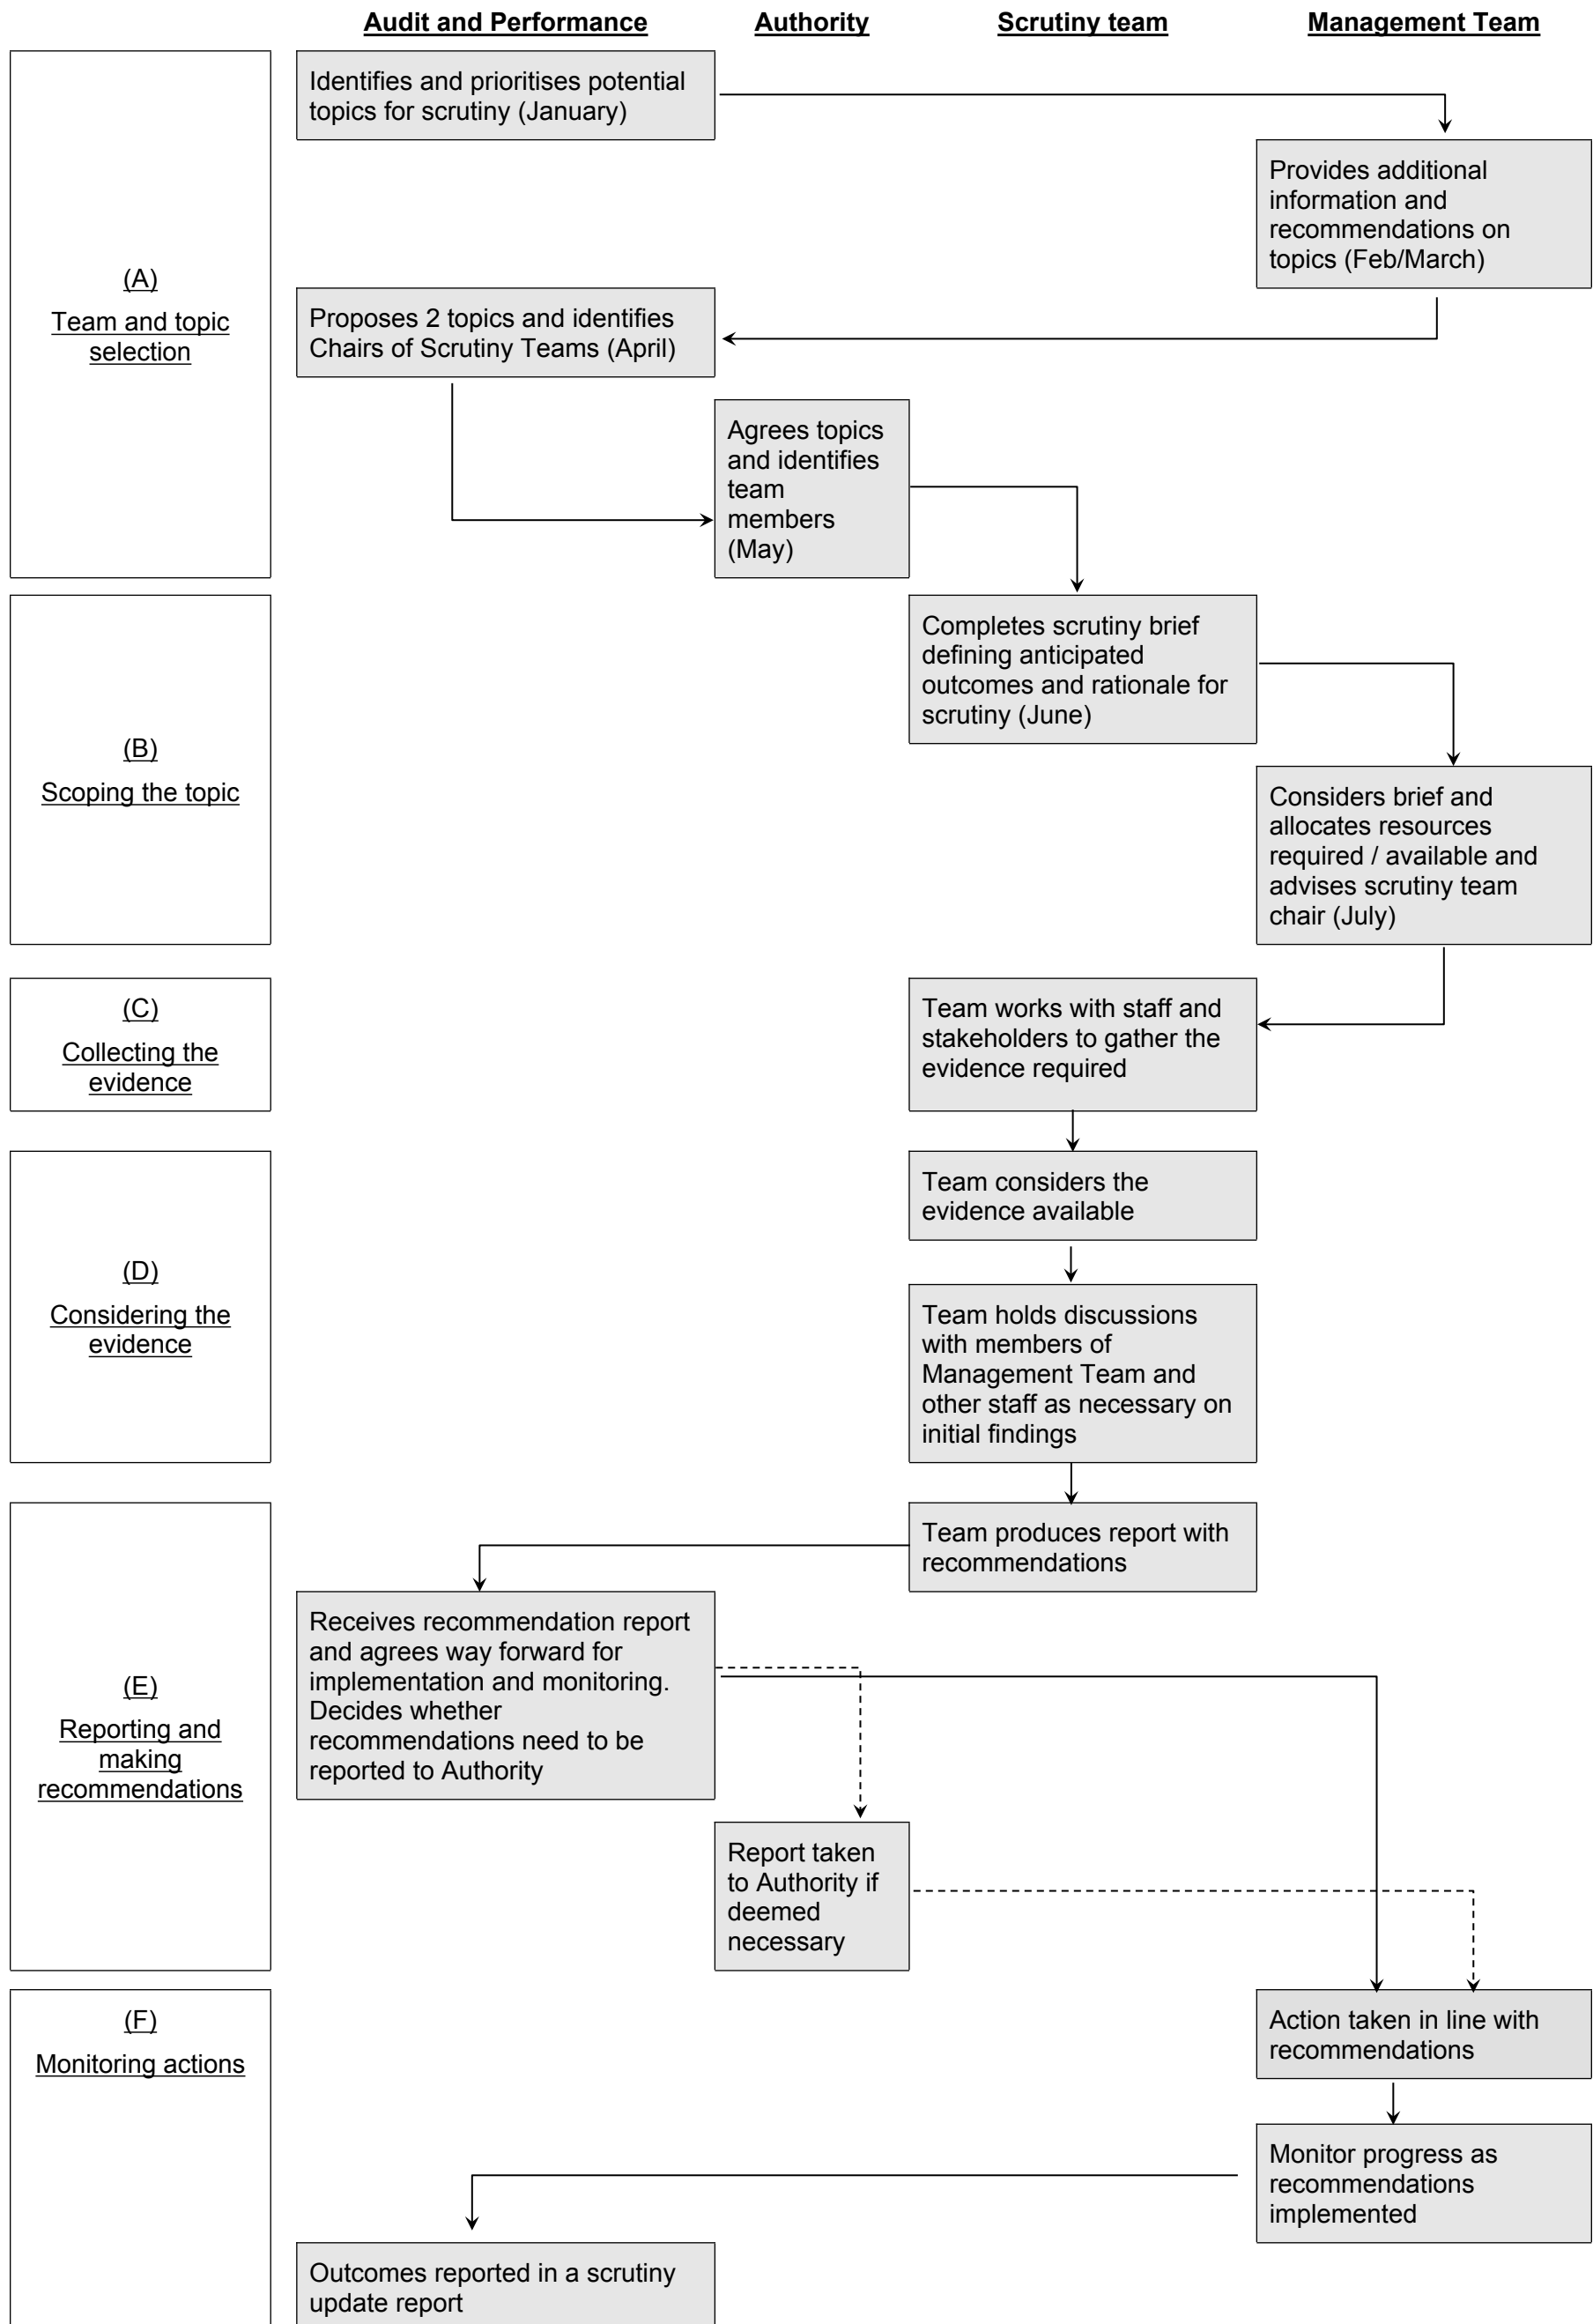 Audit and Performance
Authority
Scrutiny team
Management Team
(A)
Team and topic
selection
Identifies and prioritises potential
topics for scrutiny (January)
Provides additional
information and
recommendations on
topics (Feb/March)
Proposes 2 topics and identifies
Chairs of Scrutiny Teams (April)
Agrees topics
and identifies
team
members
(May)
(B)
Scoping the topic
Completes scrutiny brief
defining anticipated
outcomes and rationale for
scrutiny (June)
Considers brief and
allocates resources
required / available and
advises scrutiny team
chair (July)
(C)
Collecting the
evidence
Team works with staff and
stakeholders to gather the
evidence required
(D)
Considering the
evidence
Team considers the
evidence available
Team holds discussions
with members of
Management Team and
other staff as necessary on
initial findings
(E)
Reporting and
making
recommendations
Team produces report with
recommendations
Receives recommendation report
and agrees way forward for
implementation and monitoring.
Decides whether
recommendations need to be
reported to Authority
Report taken
to Authority if
deemed
necessary
(F)
Monitoring actions
Action taken in line with
recommendations
Monitor progress as
recommendations
implemented
Outcomes reported in a scrutiny
update report